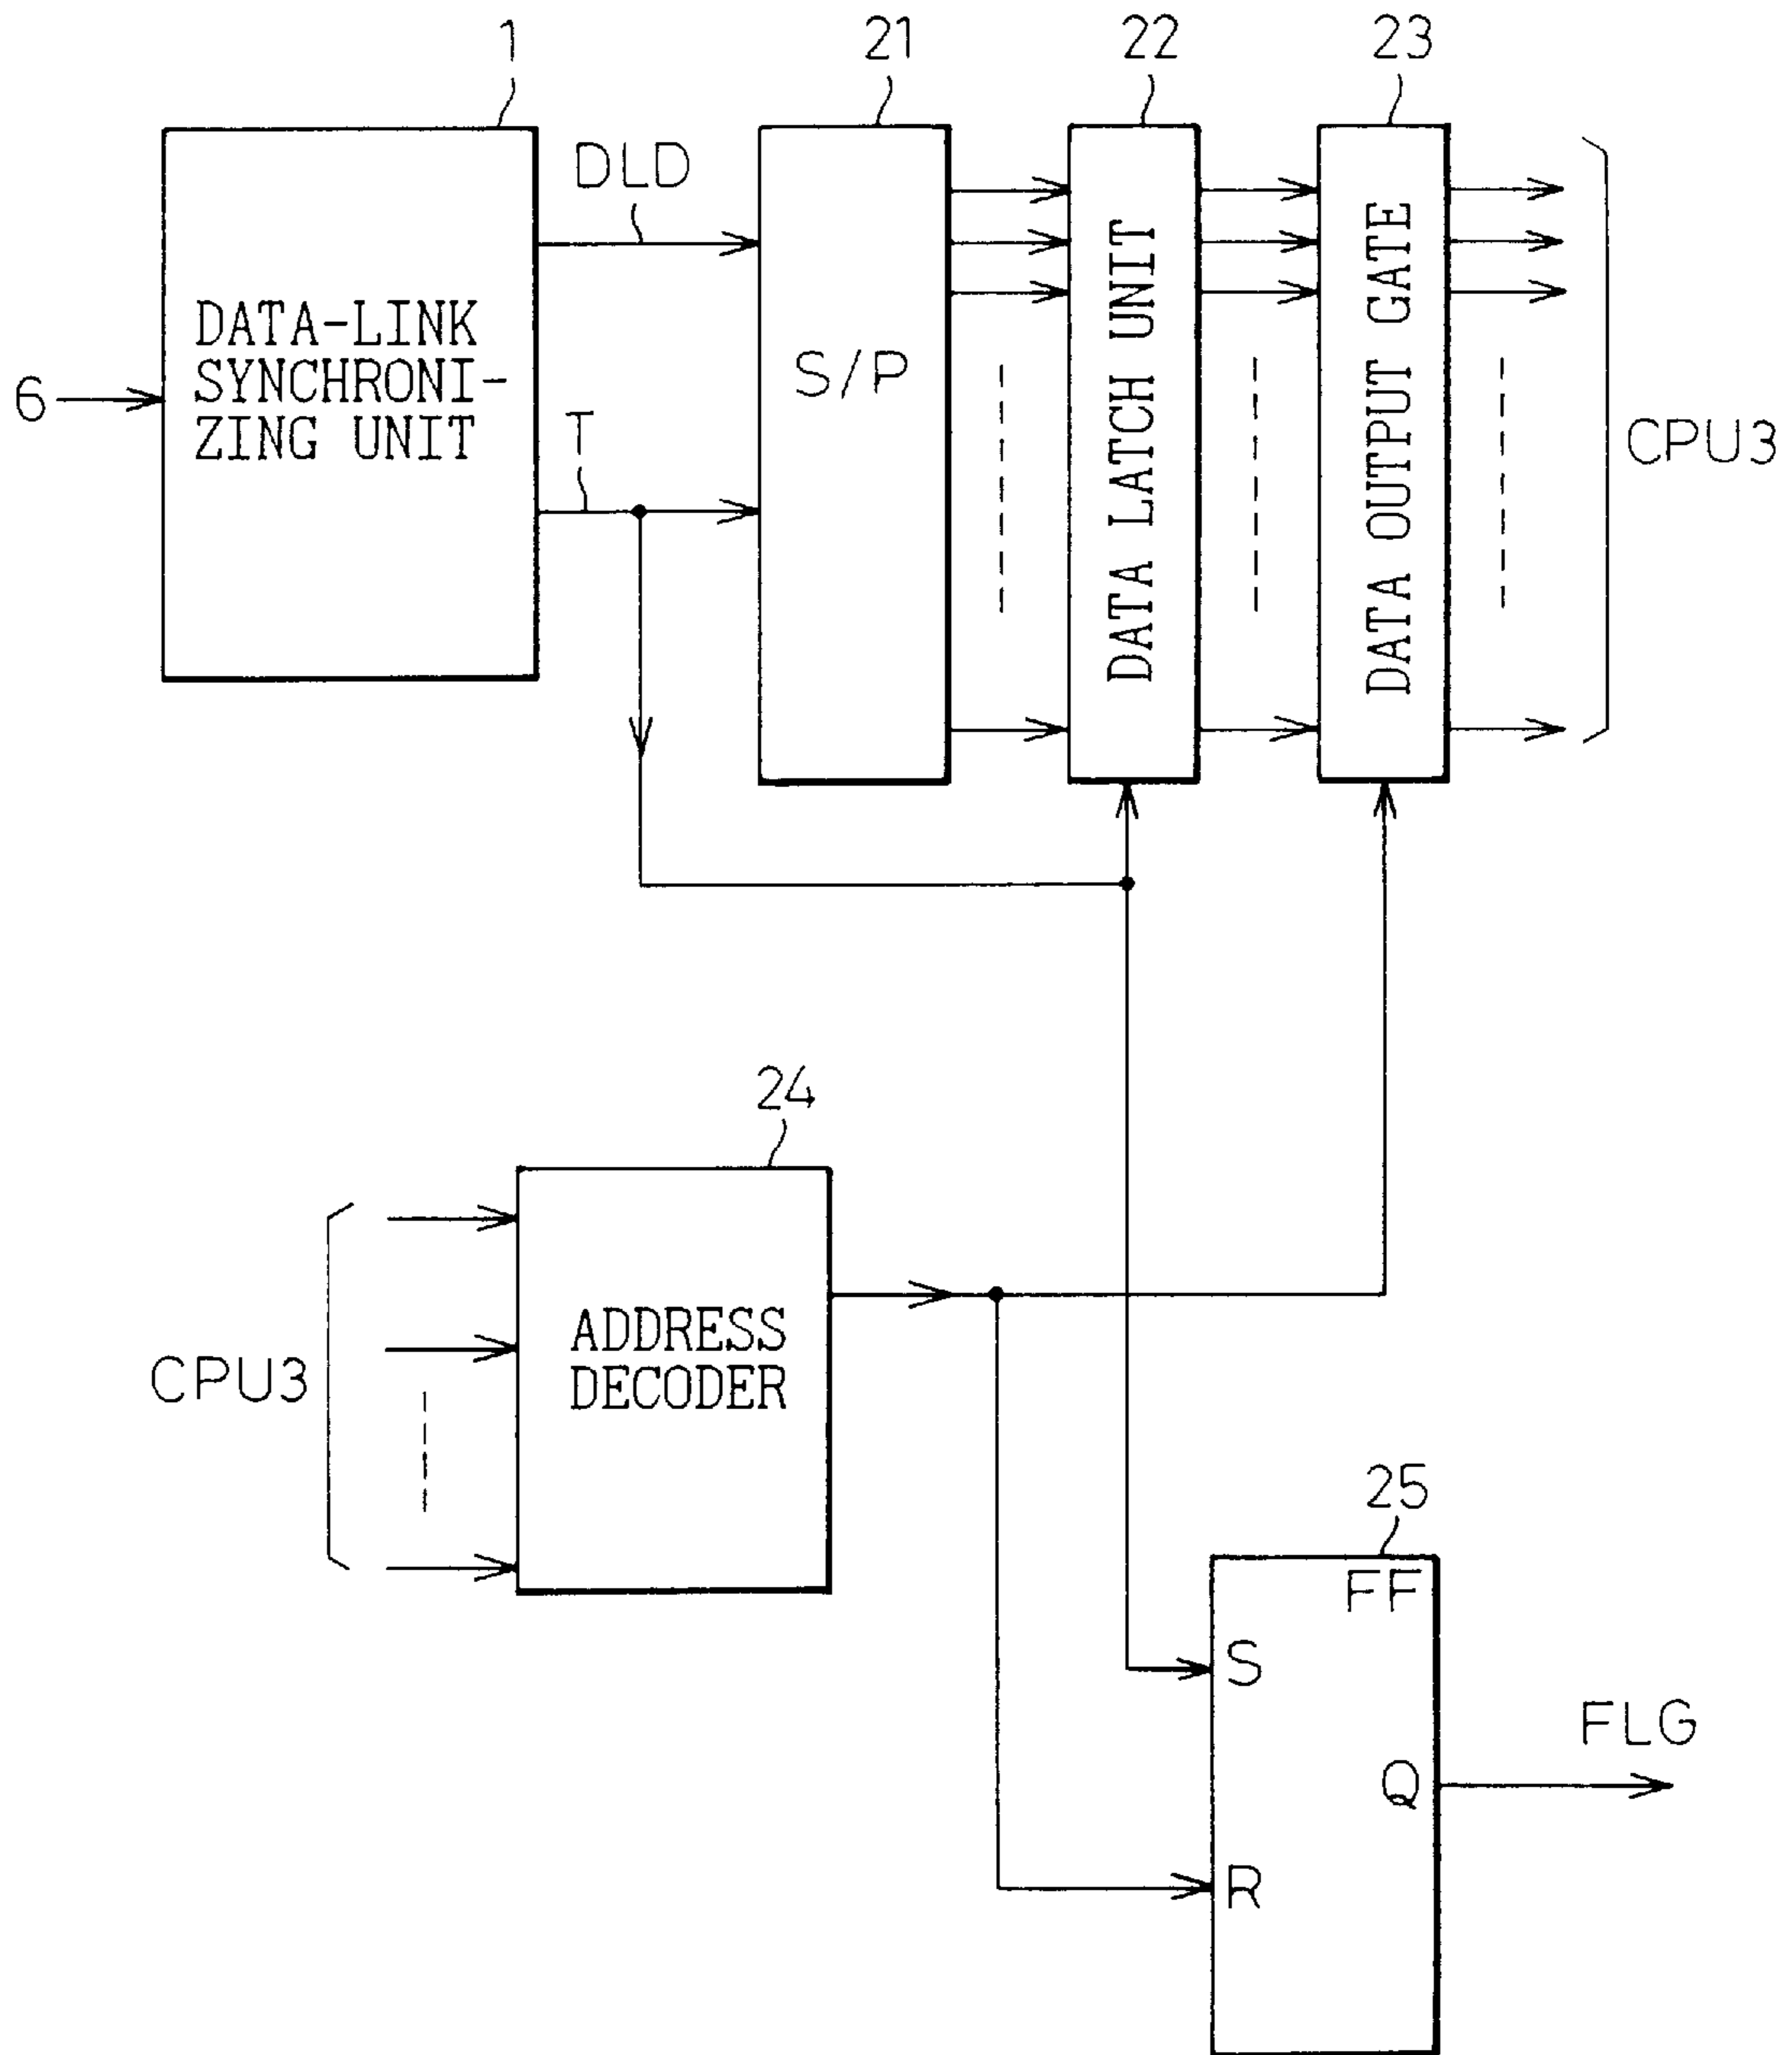 1
21
22
23
DLD
DATA-LINK
SYNCHRONI-
ZING UNIT
6
T
S/P
DATA LATCH UNIT
DATA OUTPUT GATE
CPU3
24
CPU3
ADDRESS
DECODER
25
FF
S
Q
R
FLG